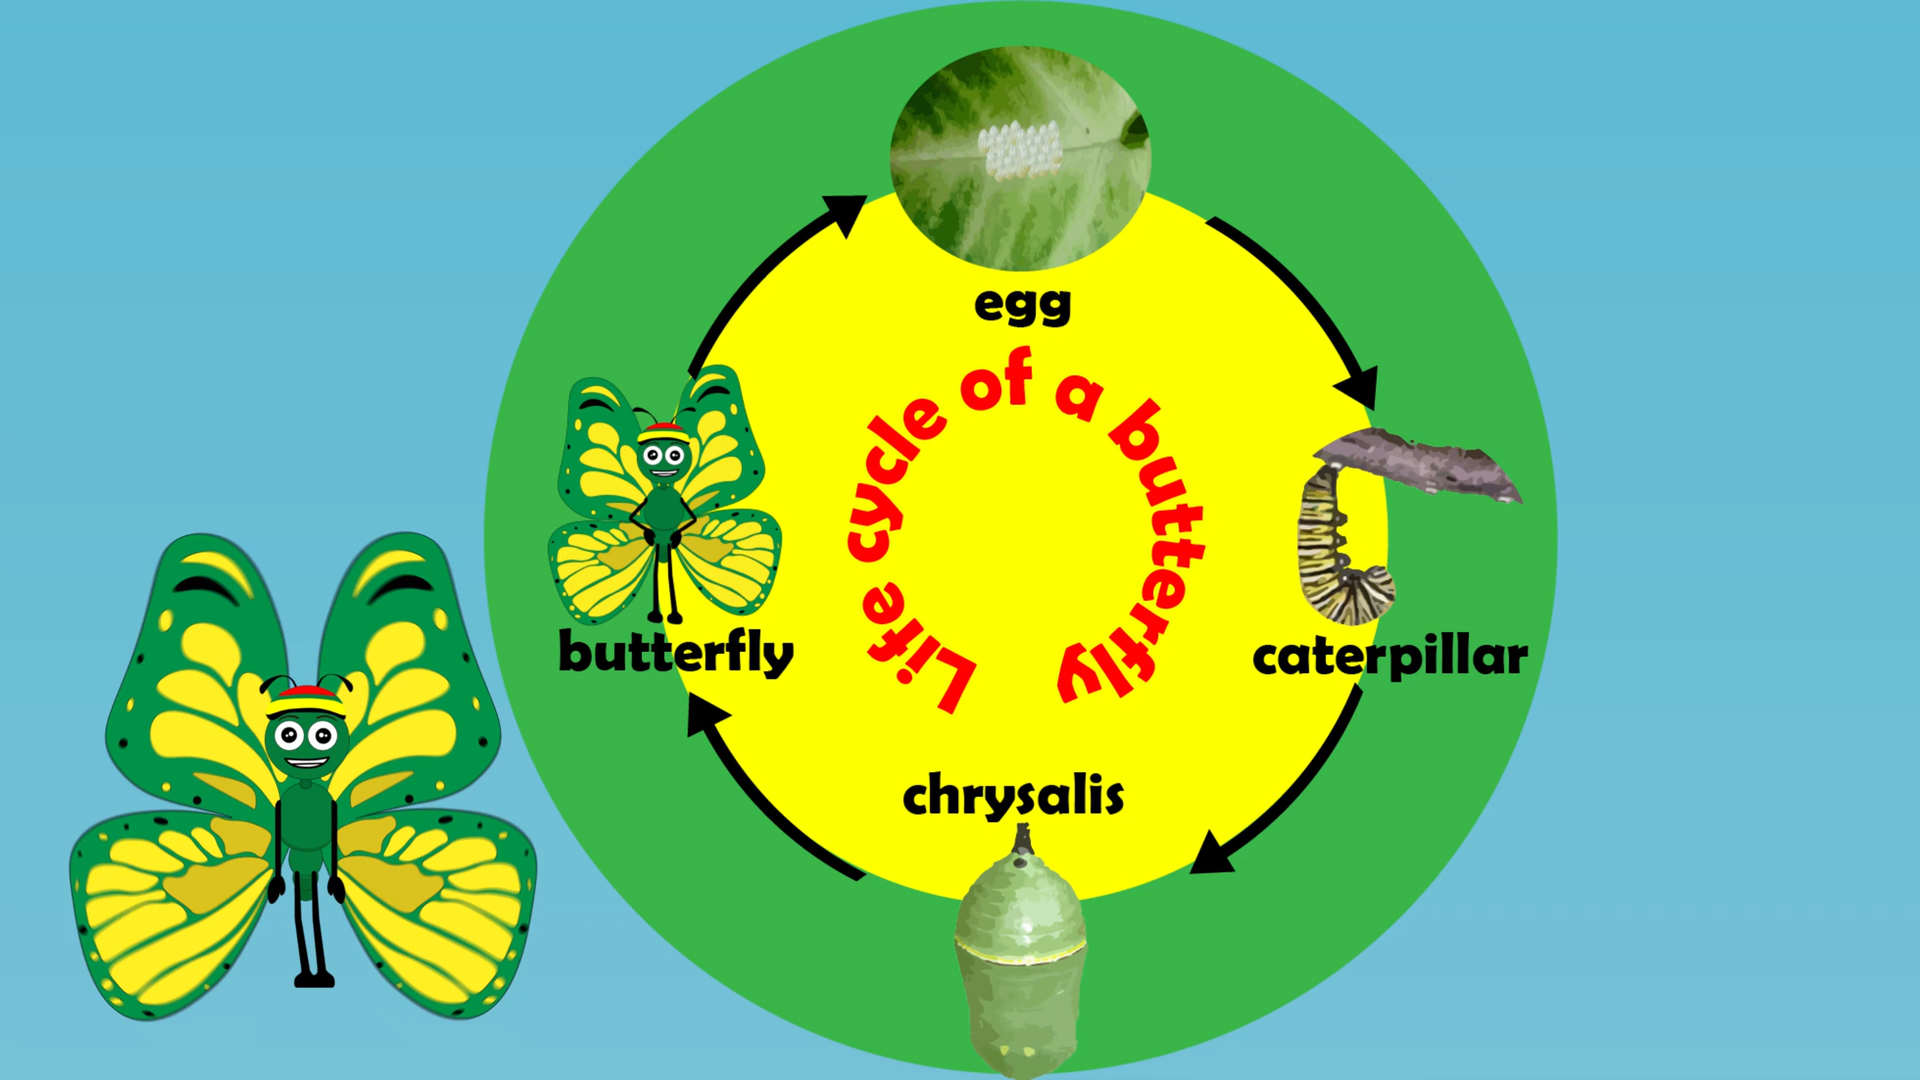 egg
Life cycle of a butterfly
butterfly
caterpillar
chrysalis